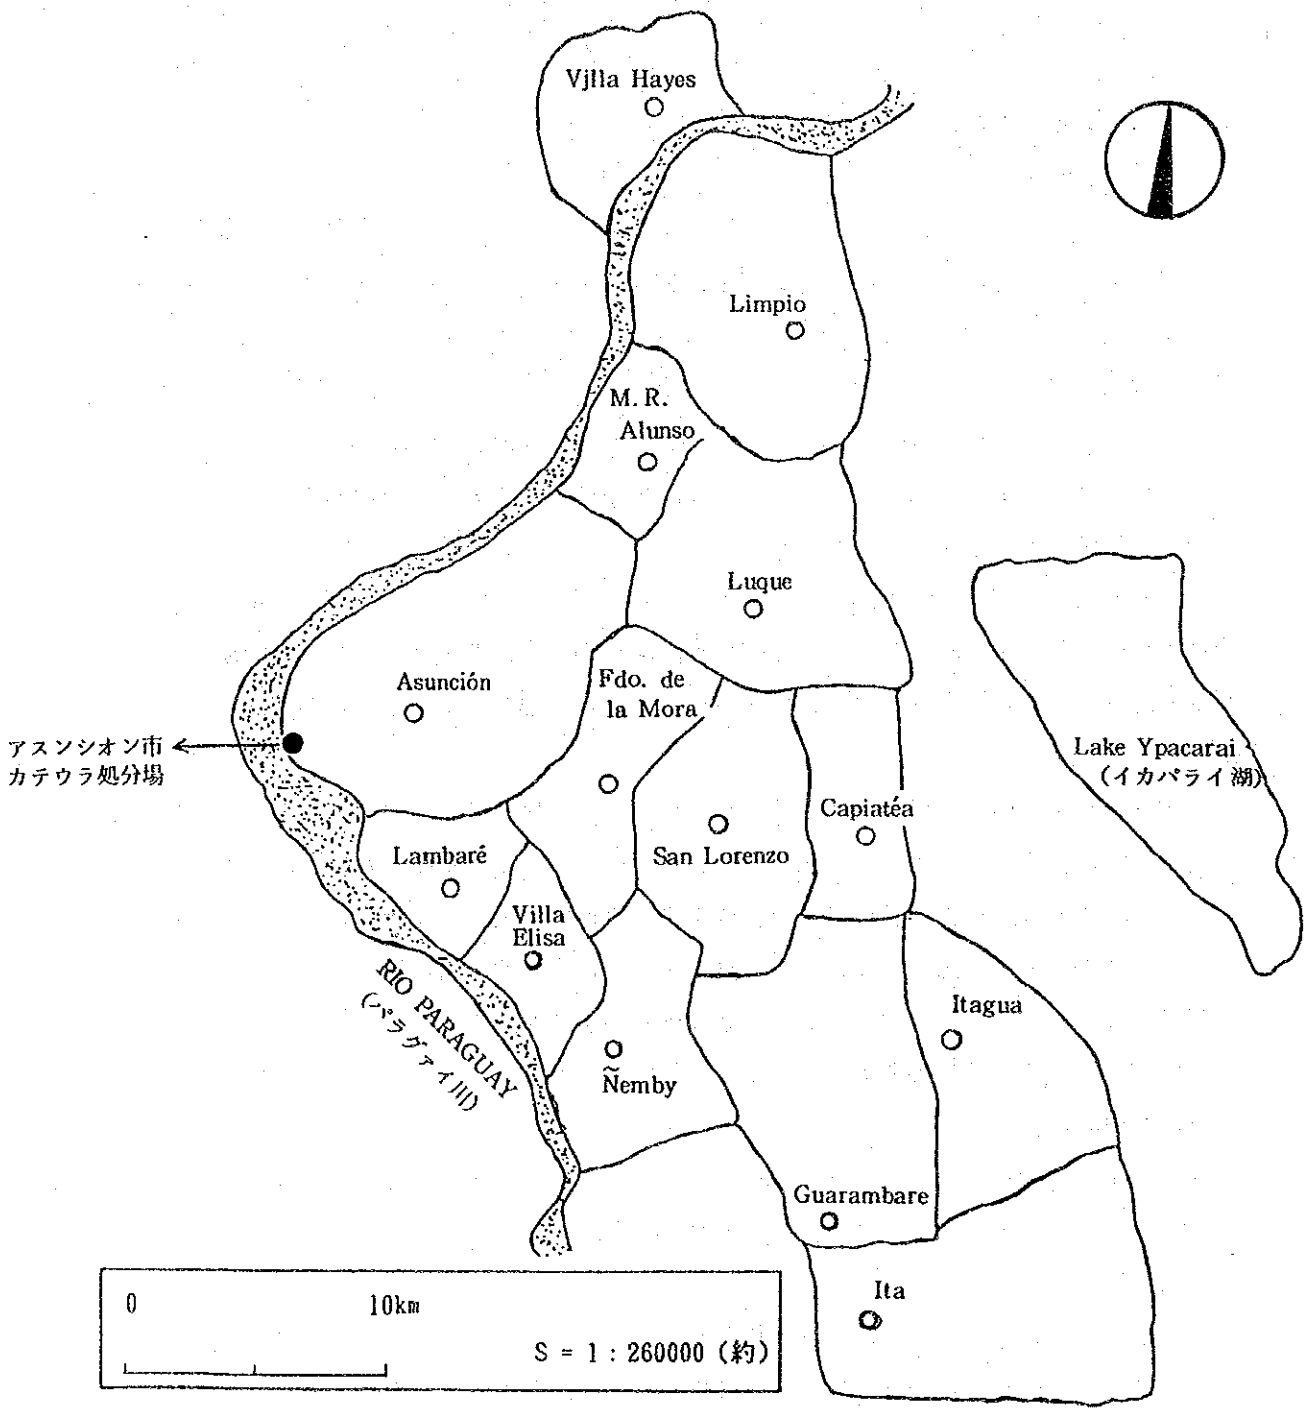 Vjlla Hayes
Limpio
M. R.
Alunso
Luque
Asunción
Fdo. de
la Mora
アスンシオン市
カテウラ処分場
Lake Ypacarai
(イカパライ湖)
Capiatéa
Lambaré
San Lorenzo
Villa
Elisa
RIO PARAGUAY
(パラグァイ川)
Itagua
Ñemby
Guarambare
Ita
0 10km
S = 1 : 260000 (約)